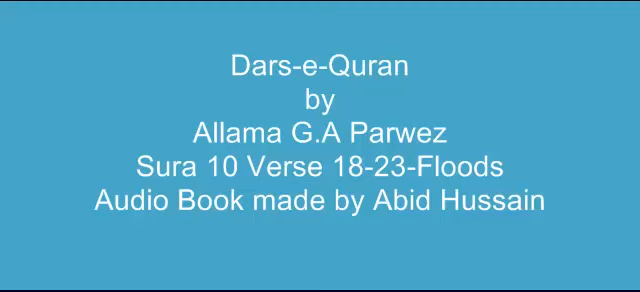 Dars-e-Quran
by
Allama G.A Parwez
Sura 10 Verse 18-23-Floods
Audio Book made by Abid Hussain